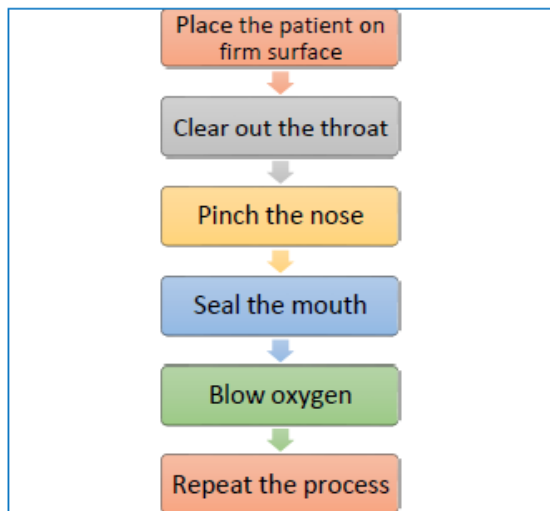 Place the patient on
firm surface
Clear out the throat
Pinch the nose
Seal the mouth
Blow oxygen
Repeat the process